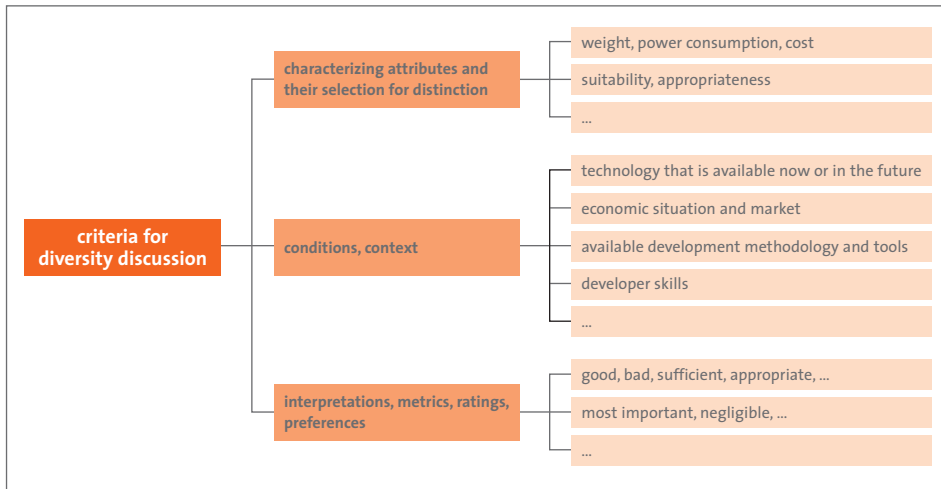 criteria for
diversity discussion
characterizing attributes and
their selection for distinction
weight, power consumption, cost
suitability, appropriateness
...
conditions, context
technology that is available now or in the future
economic situation and market
available development methodology and tools
developer skills
...
interpretations, metrics, ratings,
preferences
good, bad, sufficient, appropriate, ...
most important, negligible, ...
...